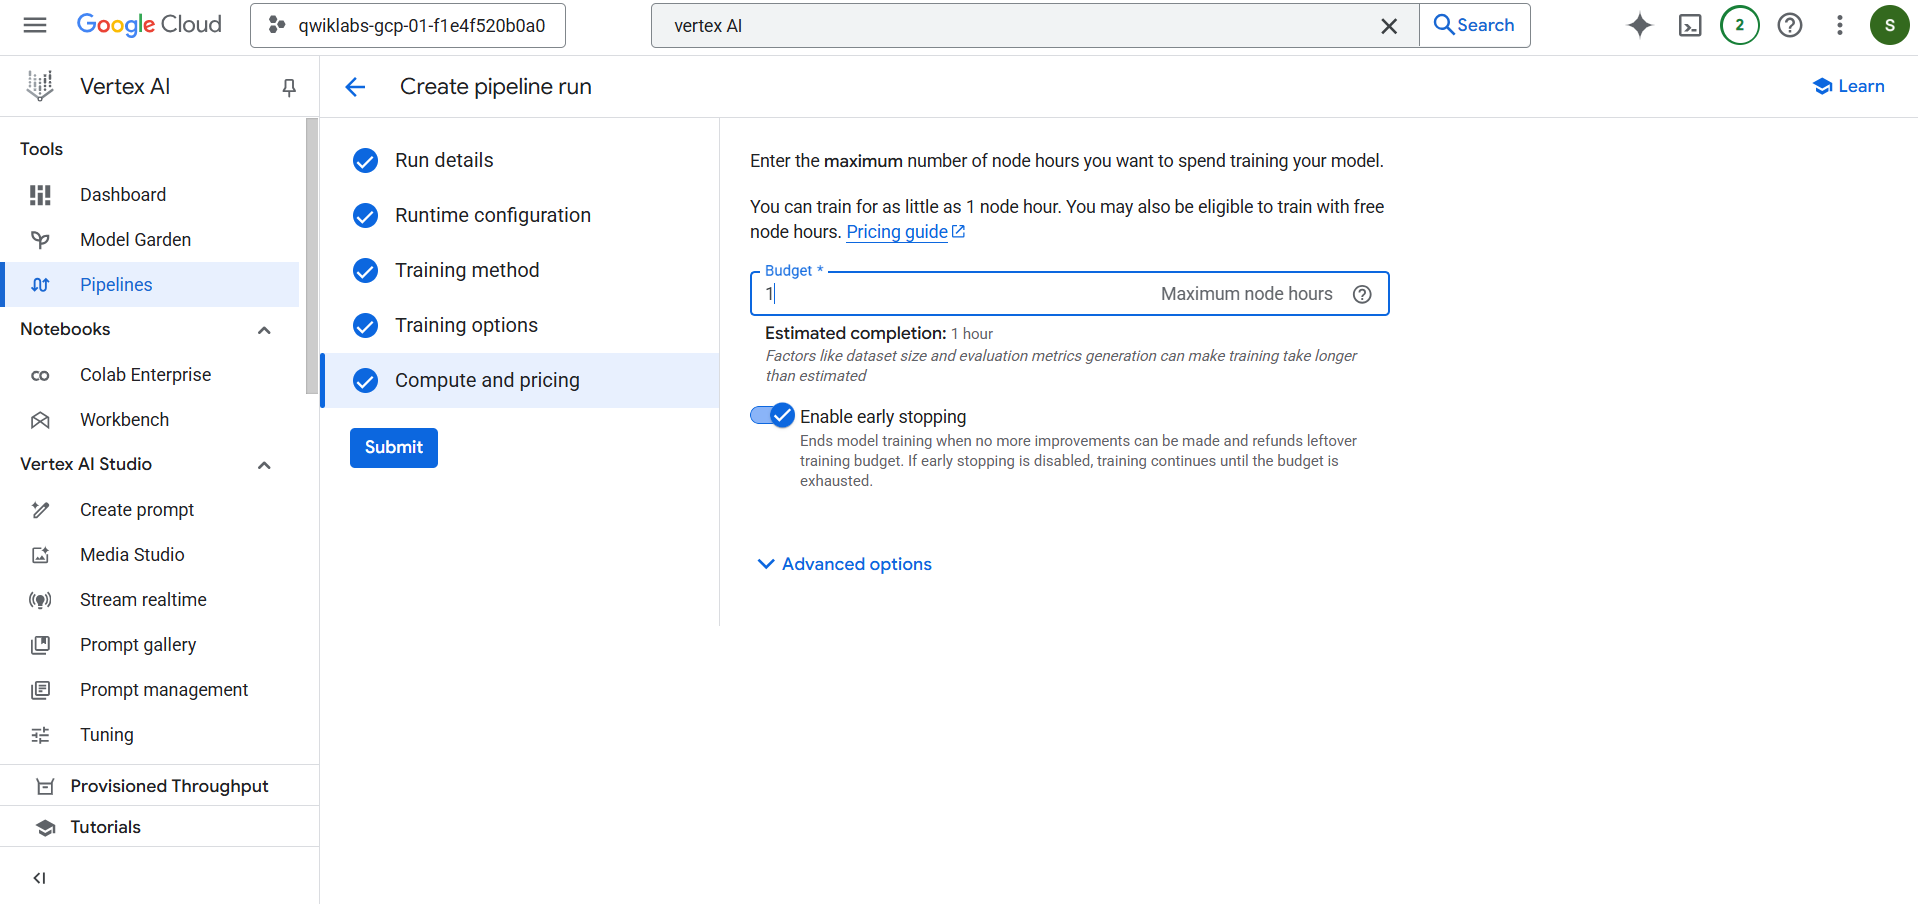 Google Cloud
qwiklabs-gcp-01-f1e4f520b0a0
vertex AI
Search
2
S
Vertex AI
Create pipeline run
Learn
Tools
Dashboard
Model Garden
Pipelines
Notebooks
Colab Enterprise
Workbench
Vertex AI Studio
Create prompt
Media Studio
Stream realtime
Prompt gallery
Prompt management
Tuning
Provisioned Throughput
Tutorials
Run details
Runtime configuration
Training method
Training options
Compute and pricing
Submit
Enter the maximum number of node hours you want to spend training your model.
You can train for as little as 1 node hour. You may also be eligible to train with free
node hours. Pricing guide
Budget *
1
Maximum node hours
Estimated completion: 1 hour
Factors like dataset size and evaluation metrics generation can make training take longer
than estimated
Enable early stopping
Ends model training when no more improvements can be made and refunds leftover
training budget. If early stopping is disabled, training continues until the budget is
exhausted.
Advanced options